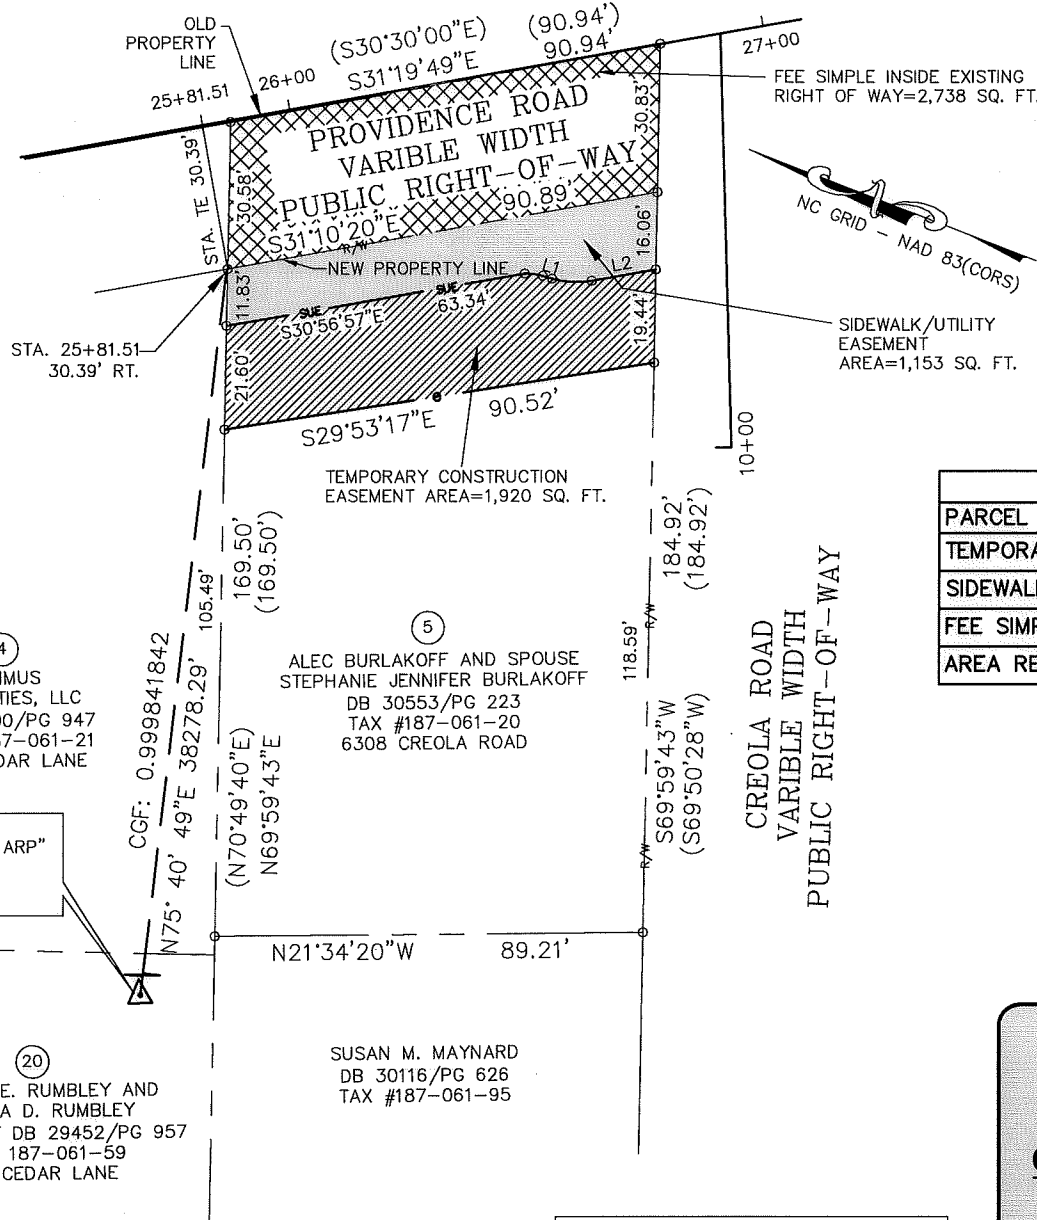 OLD
PROPERTY
LINE
(S30°30'00"E)
(90.94')
S31°19'49"E
90.94'
25+81.51
26+00
27+00
FEE SIMPLE INSIDE EXISTING
RIGHT OF WAY=2,738 SQ. FT.
PROVIDENCE ROAD
VARIBLE WIDTH
PUBLIC RIGHT-OF-WAY
STA. TE 30.39'
30.58'
30.83'
S31°10'20"E
90.89'
R/W
NC GRID - NAD 83(CORS)
NEW PROPERTY LINE
11.83'
16.06'
L1
L2
SUE
SUE
S30°56'57"E
63.34'
19.44'
SIDEWALK/UTILITY
EASEMENT
AREA=1,153 SQ. FT.
STA. 25+81.51
30.39' RT.
21.60'
S29°53'17"E
90.52'
10+00
TEMPORARY CONSTRUCTION
EASEMENT AREA=1,920 SQ. FT.
PARCEL
TEMPORA
SIDEWAL
FEE SIM
AREA RE
169.50'
(169.50')
105.49'
184.92'
(184.92')
R/W
118.59'
5
ALEC BURLAKOFF AND SPOUSE
STEPHANIE JENNIFER BURLAKOFF
DB 30553/PG 223
TAX #187-061-20
6308 CREOLA ROAD
CREOLA ROAD
VARIBLE WIDTH
PUBLIC RIGHT-OF-WAY
4
IMUS
TIES, LLC
00/PG 947
7-061-21
DAR LANE
CGF: 0.999841842
N75° 40' 49"E 38278.29'
(N70°49'40"E)
N69°59'43"E
S69°59'43"W
(S69°50'28"W)
R/W
ARP"
N21°34'20"W
89.21'
20
E. RUMBLEY AND
A D. RUMBLEY
DB 29452/PG 957
187-061-59
CEDAR LANE
SUSAN M. MAYNARD
DB 30116/PG 626
TAX #187-061-95